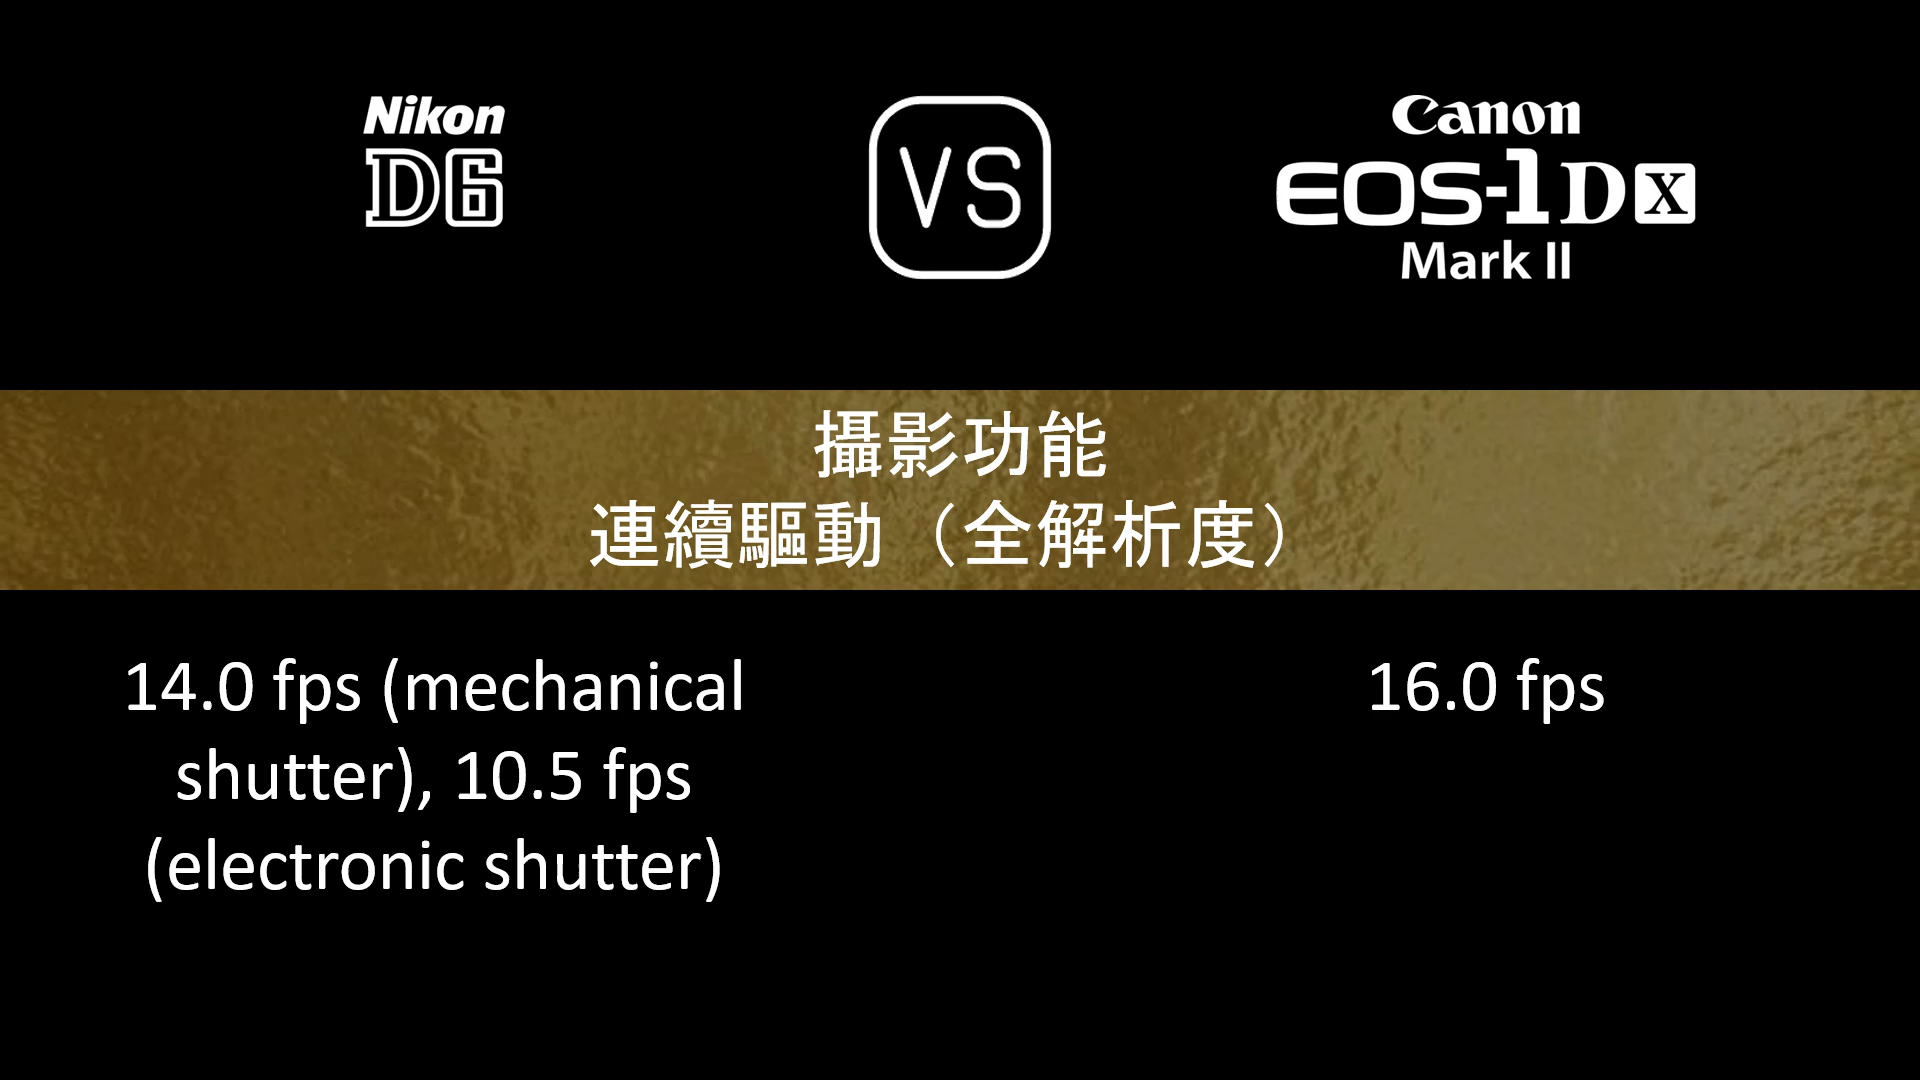 Nikon
D6
VS
Canon
EOS-1DX
Mark II
攝影功能
連續驅動（全解析度）
14.0 fps (mechanical
shutter), 10.5 fps
(electronic shutter)
16.0 fps